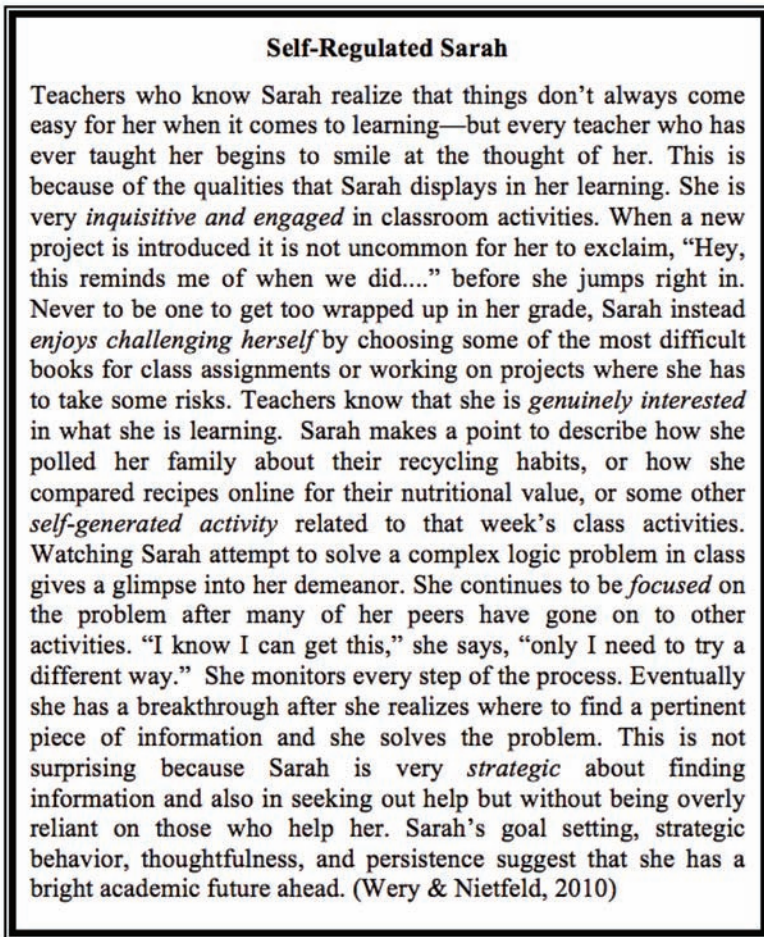 Self-Regulated Sarah
Teachers who know Sarah realize that things don’t always come
easy for her when it comes to learning—but every teacher who has
ever taught her begins to smile at the thought of her. This is
because of the qualities that Sarah displays in her learning. She is
very inquisitive and engaged in classroom activities. When a new
project is introduced it is not uncommon for her to exclaim, “Hey,
this reminds me of when we did....” before she jumps right in.
Never to be one to get too wrapped up in her grade, Sarah instead
enjoys challenging herself by choosing some of the most difficult
books for class assignments or working on projects where she has
to take some risks. Teachers know that she is genuinely interested
in what she is learning. Sarah makes a point to describe how she
polled her family about their recycling habits, or how she
compared recipes online for their nutritional value, or some other
self-generated activity related to that week’s class activities.
Watching Sarah attempt to solve a complex logic problem in class
gives a glimpse into her demeanor. She continues to be focused on
the problem after many of her peers have gone on to other
activities. “I know I can get this,” she says, “only I need to try a
different way.” She monitors every step of the process. Eventually
she has a breakthrough after she realizes where to find a pertinent
piece of information and she solves the problem. This is not
surprising because Sarah is very strategic about finding
information and also in seeking out help but without being overly
reliant on those who help her. Sarah’s goal setting, strategic
behavior, thoughtfulness, and persistence suggest that she has a
bright academic future ahead. (Wery & Nietfeld, 2010)